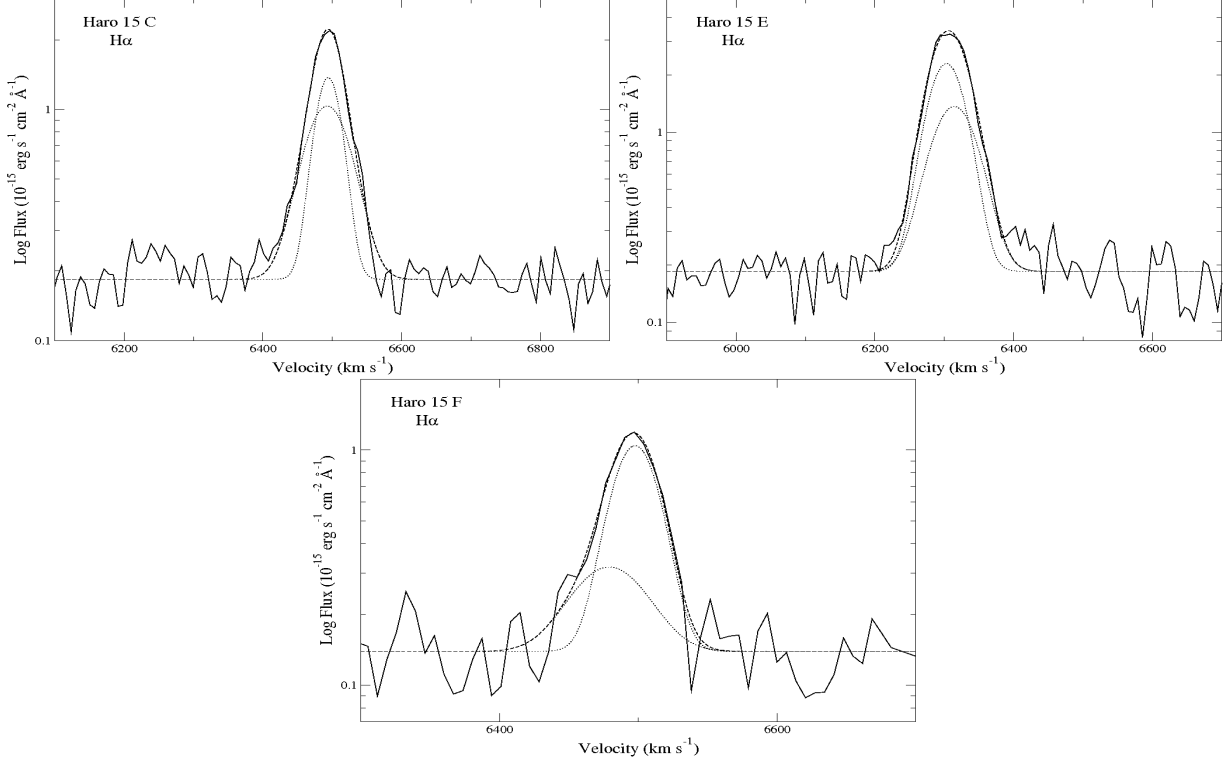 Haro 15 C
Hα
Log Flux (10⁻¹⁵ erg s⁻¹ cm⁻² Å⁻¹)
1
0.1
6200
6400
6600
6800
Velocity (km s⁻¹)
Haro 15 E
Hα
Log Flux (10⁻¹⁵ erg s⁻¹ cm⁻² Å⁻¹)
1
0.1
6000
6200
6400
6600
Velocity (km s⁻¹)
Haro 15 F
Hα
Log Flux (10⁻¹⁵ erg s⁻¹ cm⁻² Å⁻¹)
1
0.1
6400
6600
Velocity (km s⁻¹)